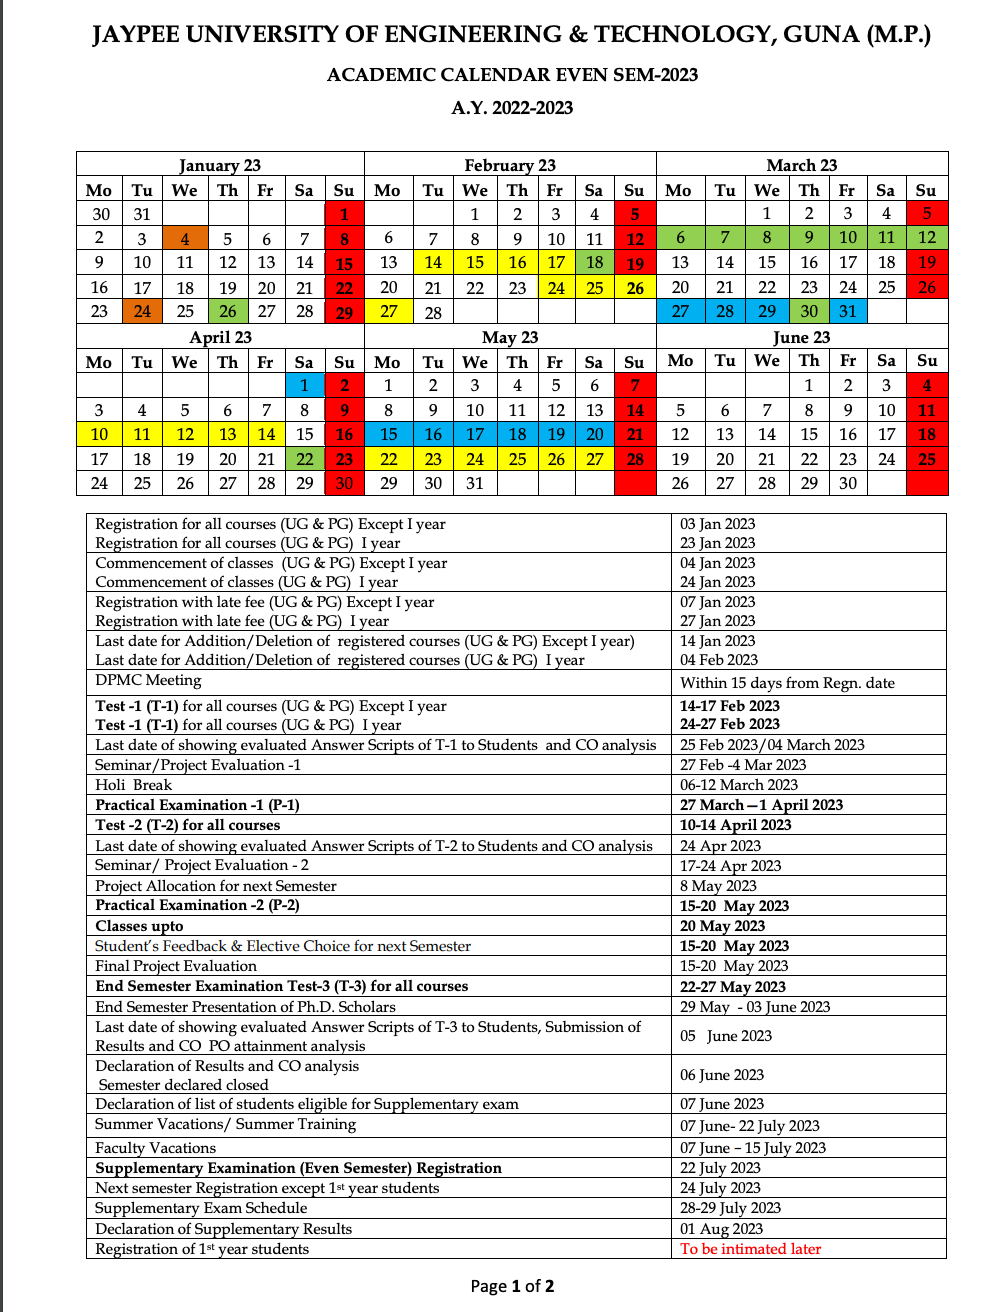 JAYPEE UNIVERSITY OF ENGINEERING & TECHNOLOGY, GUNA (M.P.)
ACADEMIC CALENDAR EVEN SEM-2023
A.Y. 2022-2023
January 23 February 23 March 23
Mo Tu We Th Fr Sa Su Mo Tu We Th Fr Sa Su Mo Tu We Th Fr Sa Su
30 31 1 1 2 3 4 5 1 2 3 4 5
2 3 4 5 6 7 8 6 7 8 9 10 11 12 6 7 8 9 10 11 12
9 10 11 12 13 14 15 13 14 15 16 17 18 19 13 14 15 16 17 18 19
16 17 18 19 20 21 22 20 21 22 23 24 25 26 20 21 22 23 24 25 26
23 24 25 26 27 28 29 27 28 27 28 29 30 31
April 23 May 23 June 23
Mo Tu We Th Fr Sa Su Mo Tu We Th Fr Sa Su Mo Tu We Th Fr Sa Su
1 2 1 2 3 4 5 6 7 1 2 3 4
3 4 5 6 7 8 9 8 9 10 11 12 13 14 5 6 7 8 9 10 11
10 11 12 13 14 15 16 15 16 17 18 19 20 21 12 13 14 15 16 17 18
17 18 19 20 21 22 23 22 23 24 25 26 27 28 19 20 21 22 23 24 25
24 25 26 27 28 29 30 29 30 31 26 27 28 29 30
Registration for all courses (UG & PG) Except I year 03 Jan 2023
Registration for all courses (UG & PG) I year 23 Jan 2023
Commencement of classes (UG & PG) Except I year 04 Jan 2023
Commencement of classes (UG & PG) I year 24 Jan 2023
Registration with late fee (UG & PG) Except I year 07 Jan 2023
Registration with late fee (UG & PG) I year 27 Jan 2023
Last date for Addition/Deletion of registered courses (UG & PG) Except I year) 14 Jan 2023
Last date for Addition/Deletion of registered courses (UG & PG) I year 04 Feb 2023
DPMC Meeting Within 15 days from Regn. date
Test -1 (T-1) for all courses (UG & PG) Except I year 14-17 Feb 2023
Test -1 (T-1) for all courses (UG & PG) I year 24-27 Feb 2023
Last date of showing evaluated Answer Scripts of T-1 to Students and CO analysis 25 Feb 2023/04 March 2023
Seminar/Project Evaluation -1 27 Feb -4 Mar 2023
Holi Break 06-12 March 2023
Practical Examination -1 (P-1) 27 March – 1 April 2023
Test -2 (T-2) for all courses 10-14 April 2023
Last date of showing evaluated Answer Scripts of T-2 to Students and CO analysis 24 Apr 2023
Seminar/ Project Evaluation - 2 17-24 Apr 2023
Project Allocation for next Semester 8 May 2023
Practical Examination -2 (P-2) 15-20 May 2023
Classes upto 20 May 2023
Student's Feedback & Elective Choice for next Semester 15-20 May 2023
Final Project Evaluation 15-20 May 2023
End Semester Examination Test-3 (T-3) for all courses 22-27 May 2023
End Semester Presentation of Ph.D. Scholars 29 May - 03 June 2023
Last date of showing evaluated Answer Scripts of T-3 to Students, Submission of
Results and CO PO attainment analysis 05 June 2023
Declaration of Results and CO analysis
Semester declared closed 06 June 2023
Declaration of list of students eligible for Supplementary exam 07 June 2023
Summer Vacations/ Summer Training 07 June- 22 July 2023
Faculty Vacations 07 June – 15 July 2023
Supplementary Examination (Even Semester) Registration 22 July 2023
Next semester Registration except 1st year students 24 July 2023
Supplementary Exam Schedule 28-29 July 2023
Declaration of Supplementary Results 01 Aug 2023
Registration of 1st year students To be intimated later
Page 1 of 2